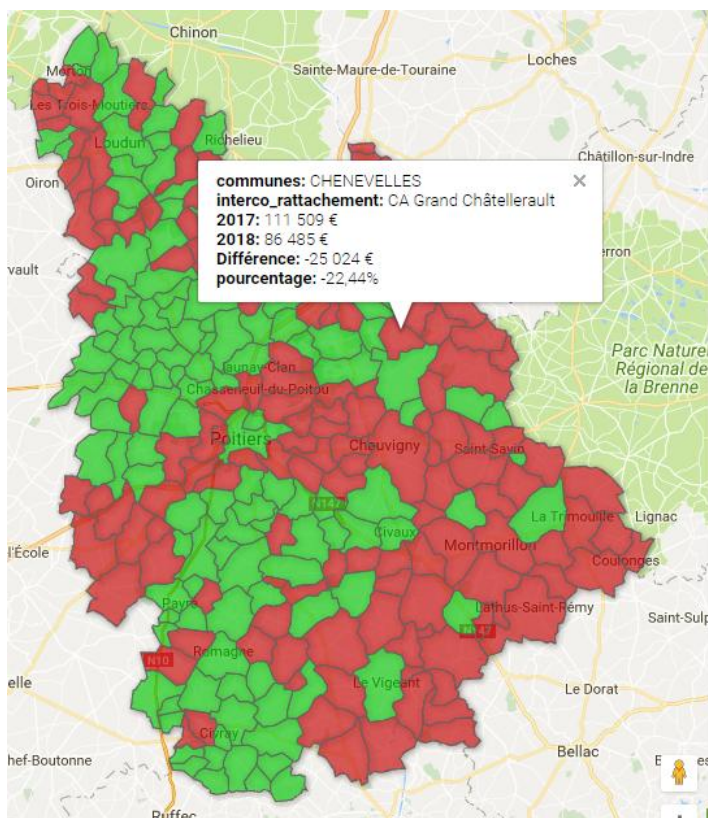 Chinon
Loches
Sainte-Maure-de-Touraine
Les Trois-Moutiers
Loudun
Richelieu
Châtillon-sur-Indre
Oiron
communes: CHENEVELLES
interco_rattachement: CA Grand Châtellerault
2017: 111 509 €
2018: 86 485 €
Différence: -25 024 €
pourcentage: -22,44%
×
erron
rvault
Parc Nature
Régional de
la Brenne
Jaunay-Clan
Chasseneuil-du-Poitou
Poitiers
Chauvigny
Saint-Savin
N147
La Trimouille
Lignac
Civaux
Montmorillon
l'École
Coulonges
Payré
Lathus-Saint-Rémy
Saint-Sulp
N147
Romagne
N10
Le Vigeant
elle
Le Dorat
Civray
Bellac
hef-Boutonne
Ruffec